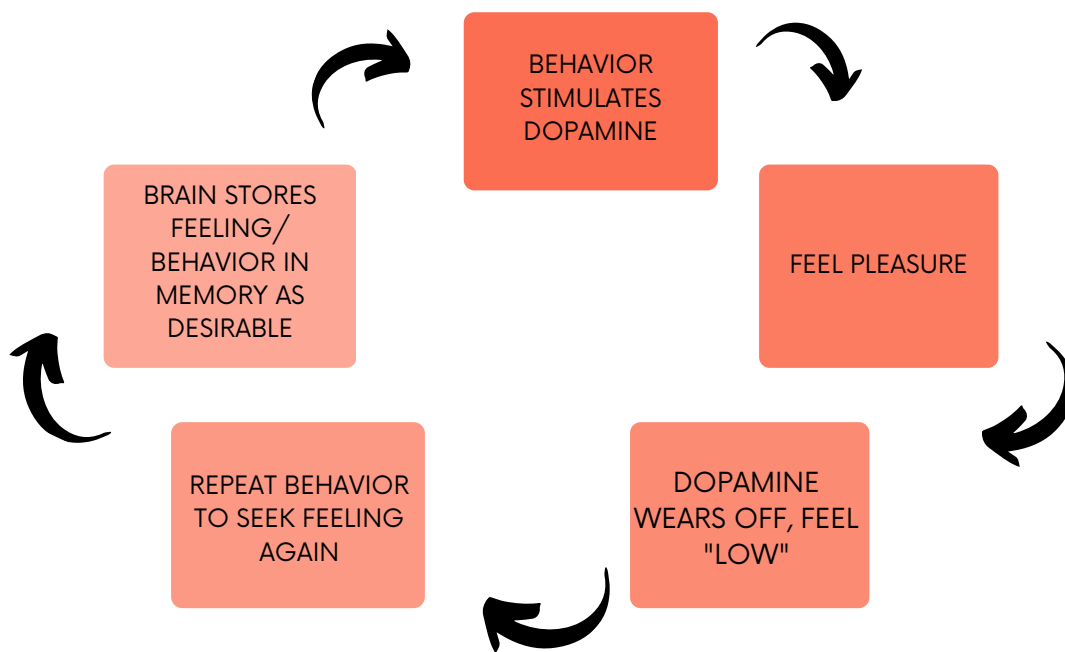 BEHAVIOR
STIMULATES
DOPAMINE
FEEL PLEASURE
DOPAMINE
WEARS OFF, FEEL
"LOW"
REPEAT BEHAVIOR
TO SEEK FEELING
AGAIN
BRAIN STORES
FEELING/
BEHAVIOR IN
MEMORY AS
DESIRABLE